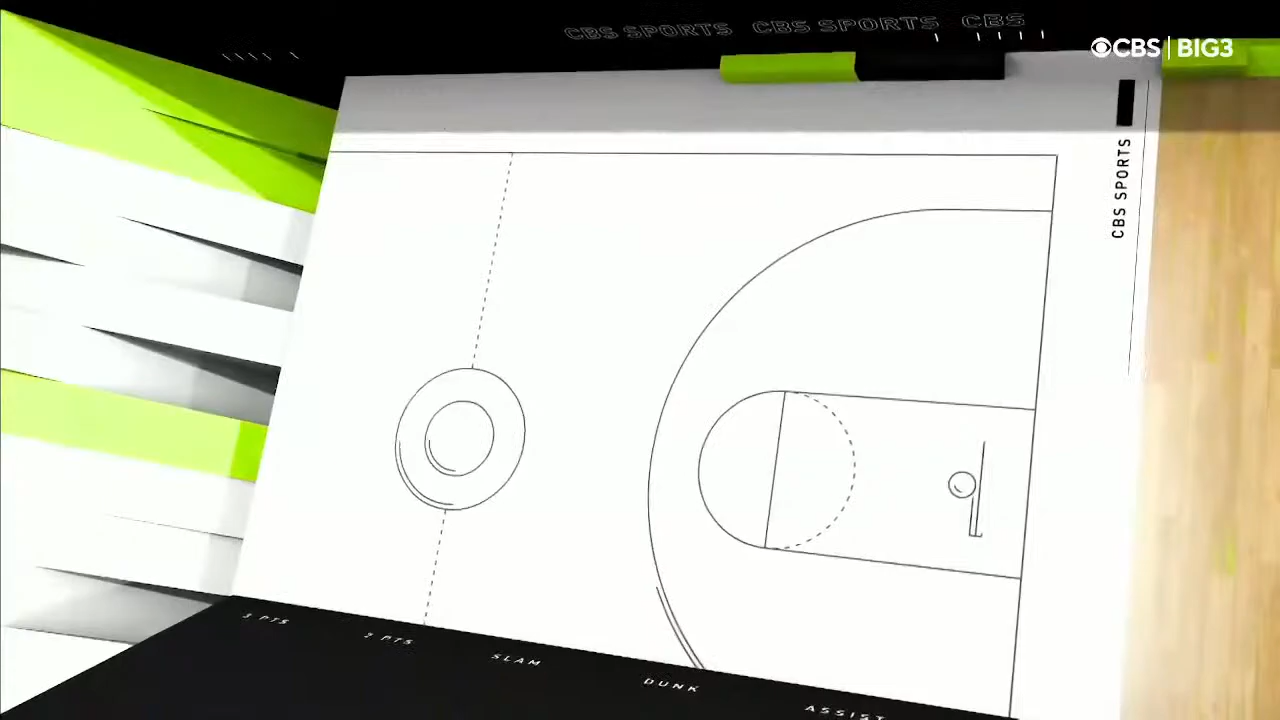 CBS SPORTS CBS SPORTS CBS
CBS | BIG3
CBS SPORTS
3 PTS
2 PTS
SLAM
DUNK
ASSIST